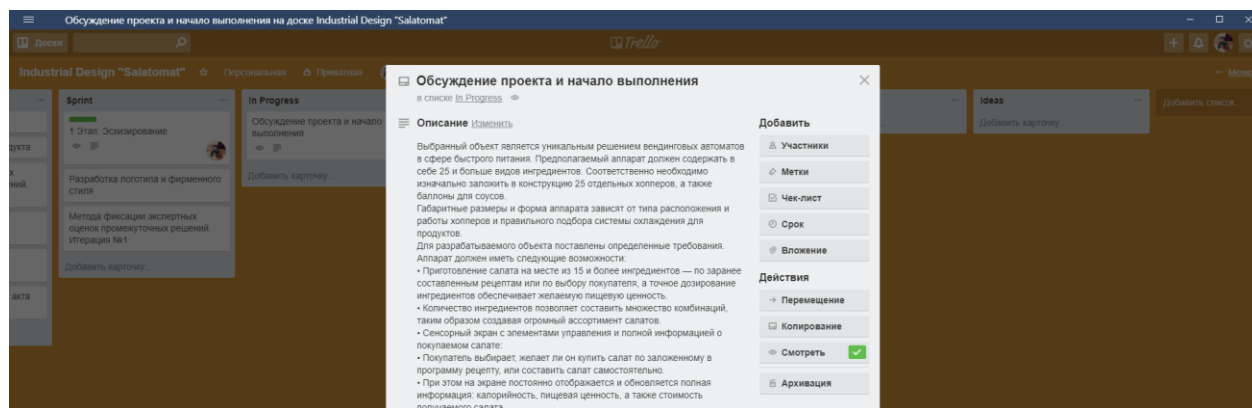 Обсуждение проекта и начало выполнения на доске Industrial Design "Salatomat"
Доски
Trello
Industrial Design "Salatomat"
Персональная
Приватная
Меню
дукта
ний.
акта
Sprint
1 Этап: Эскизирование
Разработка логотипа и фирменного
стиля
Метода фиксации экспертных
оценок промежуточных решений.
Итерация №1
Добавить карточку...
In Progress
Обсуждение проекта и начало
выполнения
Добавить карточку...
Обсуждение проекта и начало выполнения
в списке In Progress
Описание Изменить
Выбранный объект является уникальным решением вендинговых автоматов
в сфере быстрого питания. Предполагаемый аппарат должен содержать в
себе 25 и больше видов ингредиентов. Соответственно необходимо
изначально заложить в конструкцию 25 отдельных хопперов, а также
баллоны для соусов.
Габаритные размеры и форма аппарата зависят от типа расположения и
работы хопперов и правильного подбора системы охлаждения для
продуктов.
Для разрабатываемого объекта поставлены определенные требования.
Аппарат должен иметь следующие возможности:
• Приготовление салата на месте из 15 и более ингредиентов — по заранее
составленным рецептам или по выбору покупателя, а точное дозирование
ингредиентов обеспечивает желаемую пищевую ценность.
• Количество ингредиентов позволяет составить множество комбинаций,
таким образом создавая огромный ассортимент салатов.
• Сенсорный экран с элементами управления и полной информацией о
покупаемом салате:
• Покупатель выбирает, желает ли он купить салат по заложенному в
программу рецепту, или составить салат самостоятельно.
• При этом на экране постоянно отображается и обновляется полная
информация: калорийность, пищевая ценность, а также стоимость
получаемого салата.
Добавить
Участники
Метки
Чек-лист
Срок
Вложение
Действия
Перемещение
Копирование
Смотреть
Архивация
Ideas
Добавить карточку...
Добавить список...